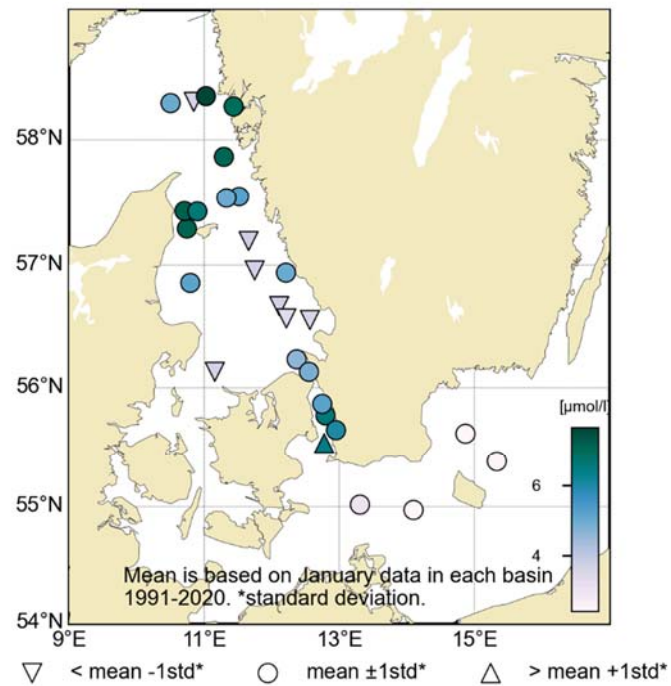 58°N
57°N
56°N
[µmol/l]
6
55°N
4
Mean is based on January data in each basin
1991-2020. *standard deviation.
54°N
9°E 11°E 13°E 15°E
< mean -1std* mean ±1std* > mean +1std*